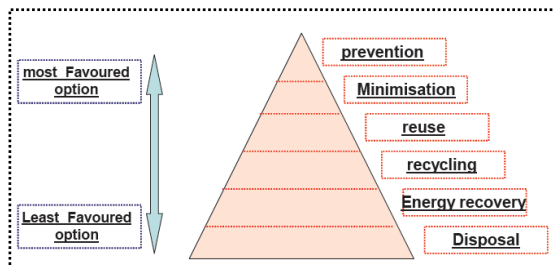 prevention
most Favoured
option
Minimisation
reuse
recycling
Energy recovery
Least Favoured
option
Disposal